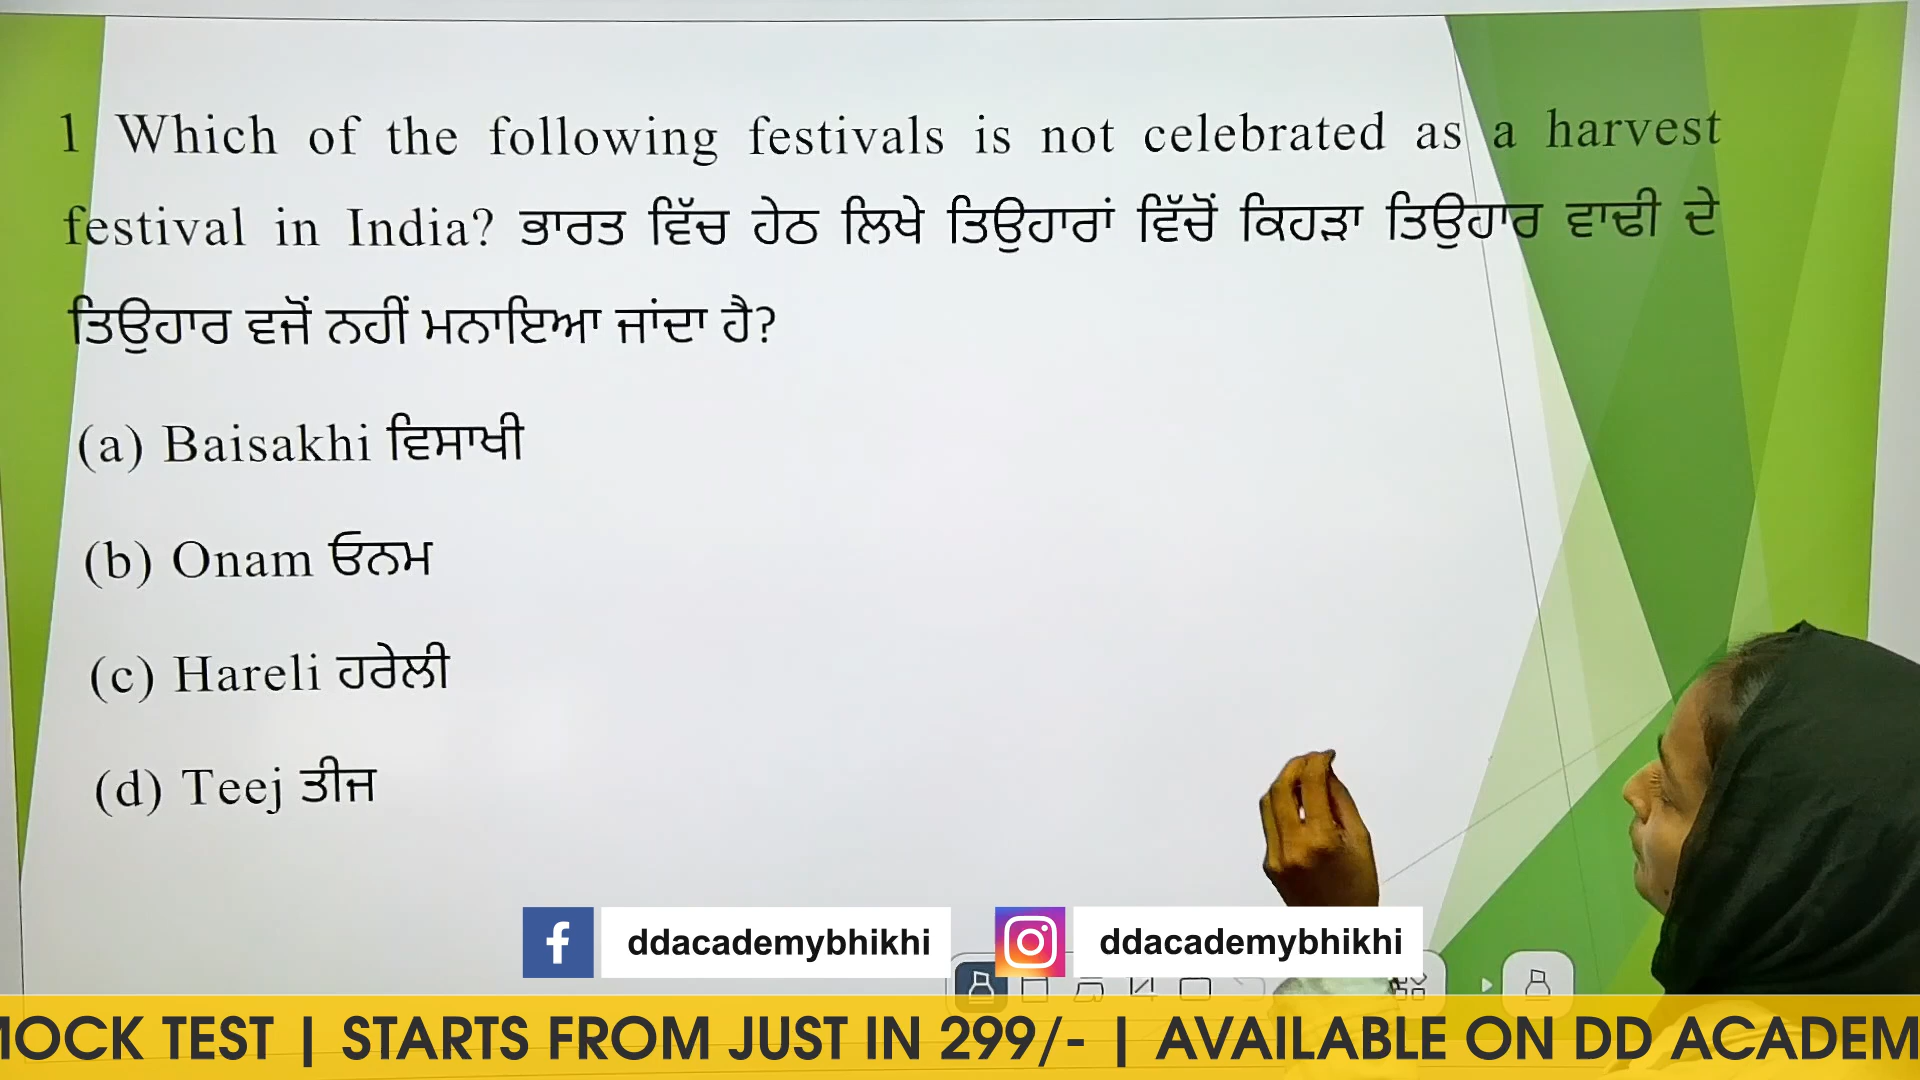 1 Which of the following festivals is not celebrated as a harvest
festival in India? ਭਾਰਤ ਵਿੱਚ ਹੇਠ ਲਿਖੇ ਤਿਉਹਾਰਾਂ ਵਿੱਚੋਂ ਕਿਹੜਾ ਤਿਉਹਾਰ ਵਾਢੀ ਦੇ
ਤਿਉਹਾਰ ਵਜੋਂ ਨਹੀਂ ਮਨਾਇਆ ਜਾਂਦਾ ਹੈ?
(a) Baisakhi ਵਿਸਾਖੀ
(b) Onam ਓਨਮ
(c) Hareli ਹਰੇਲੀ
(d) Teej ਤੀਜ
ddacademybhikhi ddacademybhikhi
MOCK TEST | STARTS FROM JUST IN 299/- | AVAILABLE ON DD ACADEM